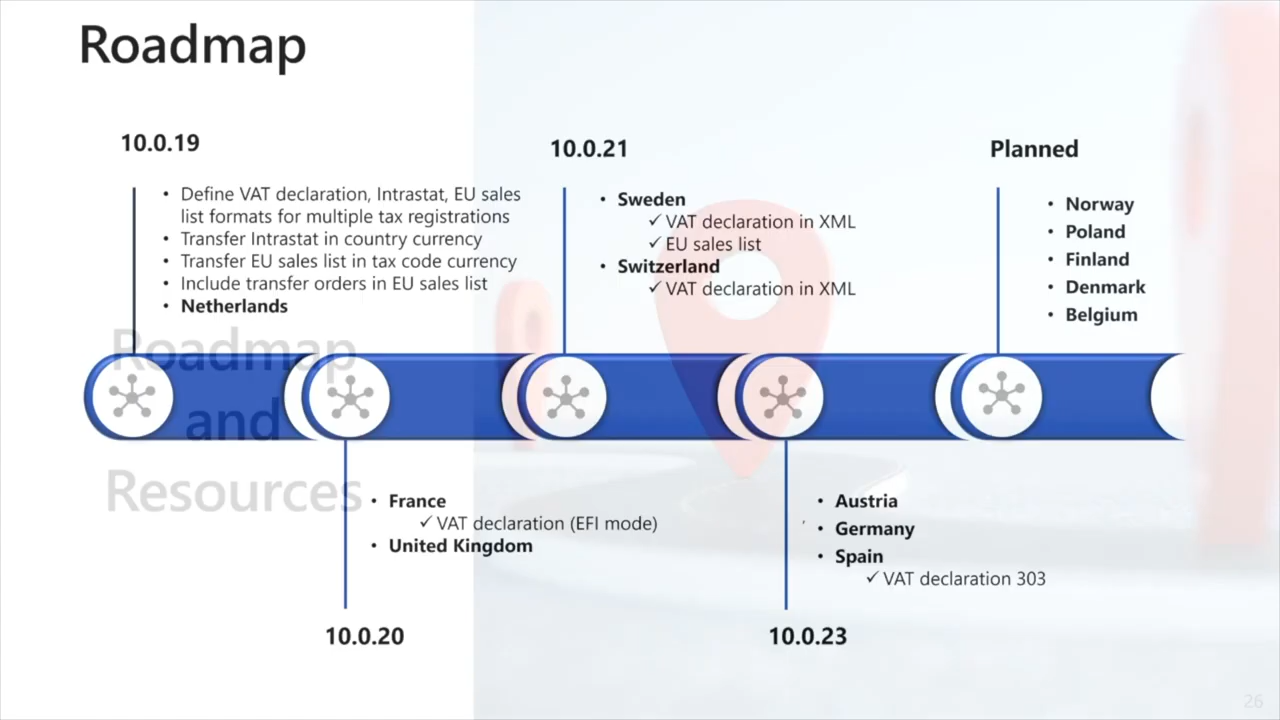 Roadmap
10.0.19
• Define VAT declaration, Intrastat, EU sales
list formats for multiple tax registrations
• Transfer Intrastat in country currency
• Transfer EU sales list in tax code currency
• Include transfer orders in EU sales list
• Netherlands
10.0.21
• Sweden
✓ VAT declaration in XML
✓ EU sales list
• Switzerland
✓ VAT declaration in XML
Planned
• Norway
• Poland
• Finland
• Denmark
• Belgium
Roadmap
and
Resources
• France
✓ VAT declaration (EFI mode)
• United Kingdom
10.0.20
• Austria
• Germany
• Spain
✓ VAT declaration 303
10.0.23
26